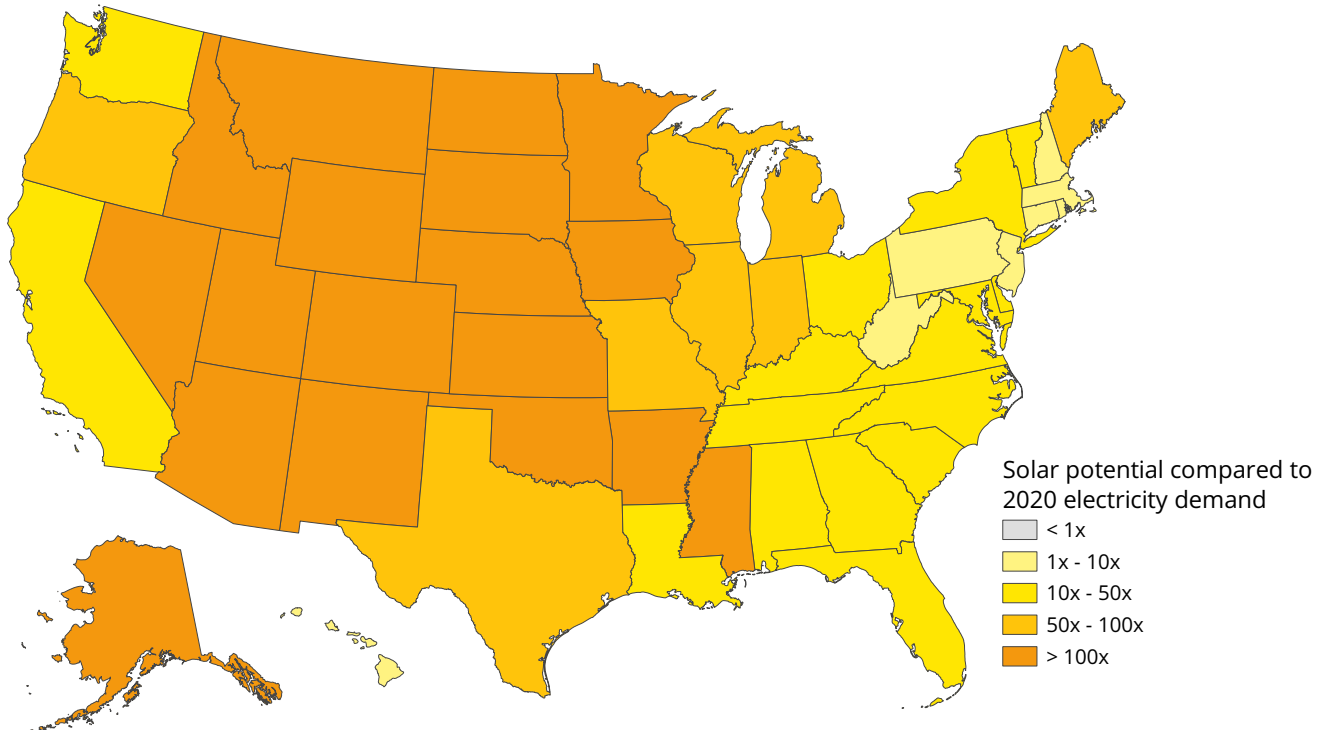 Solar potential compared to
2020 electricity demand
< 1x
1x - 10x
10x - 50x
50x - 100x
> 100x